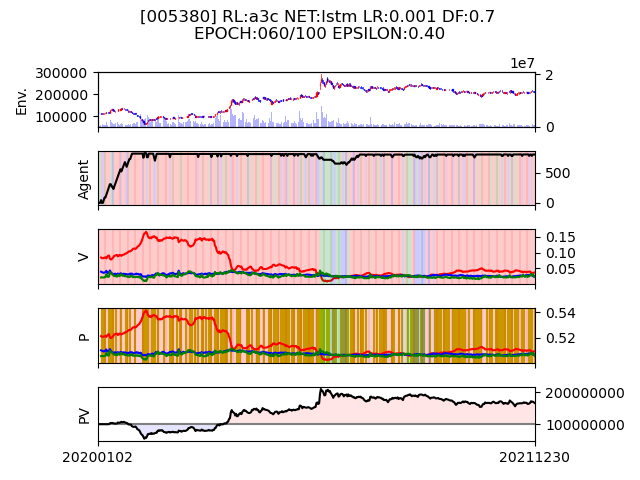 [005380] RL:a3c NET:lstm LR:0.001 DF:0.7
EPOCH:060/100 EPSILON:0.40
1e7
Env.
300000
200000
100000
2
0
Agent
500
0
V
0.15
0.10
0.05
P
0.54
0.52
PV
200000000
100000000
20200102
20211230